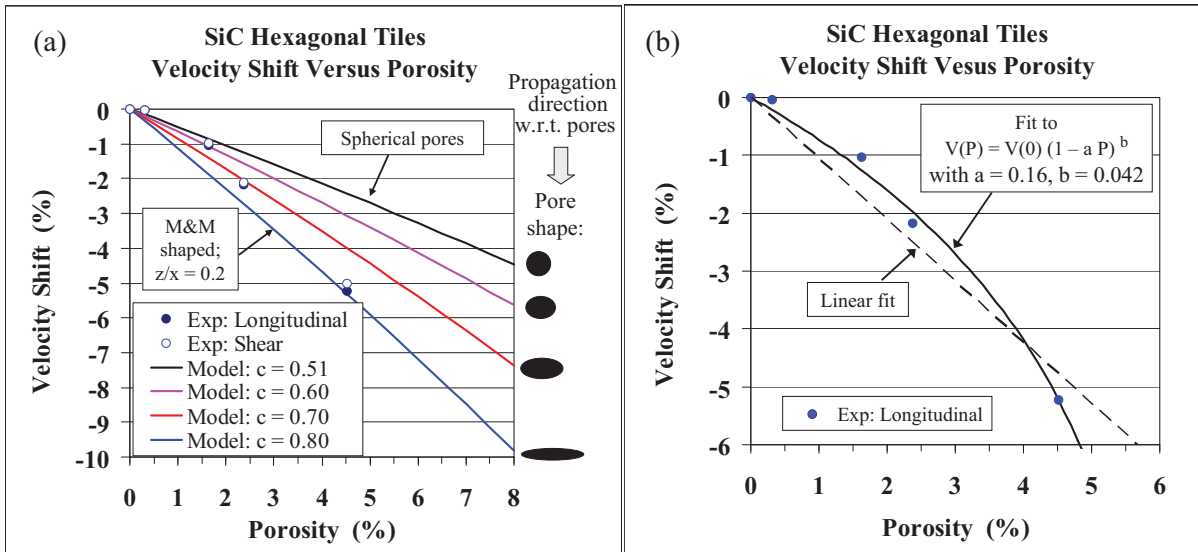 (a)
SiC Hexagonal Tiles
Velocity Shift Versus Porosity
Propagation
direction
w.r.t. pores
Pore
shape:
Spherical pores
M&M
shaped;
z/x = 0.2
Exp: Longitudinal
Exp: Shear
Model: c = 0.51
Model: c = 0.60
Model: c = 0.70
Model: c = 0.80
Velocity Shift (%)
0
-1
-2
-3
-4
-5
-6
-7
-8
-9
-10
0 1 2 3 4 5 6 7 8
Porosity (%)
(b)
SiC Hexagonal Tiles
Velocity Shift Vesus Porosity
Fit to
V(P) = V(0) (1 – a P) b
with a = 0.16, b = 0.042
Linear fit
Exp: Longitudinal
Velocity Shift (%)
0
-1
-2
-3
-4
-5
-6
0 1 2 3 4 5 6
Porosity (%)